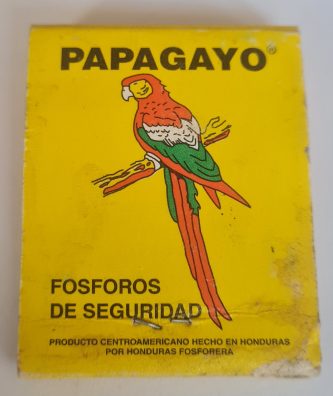 PAPAGAYO®
FOSFOROS
DE SEGURIDAD
PRODUCTO CENTROAMERICANO HECHO EN HONDURAS
POR HONDURAS FOSFORERA